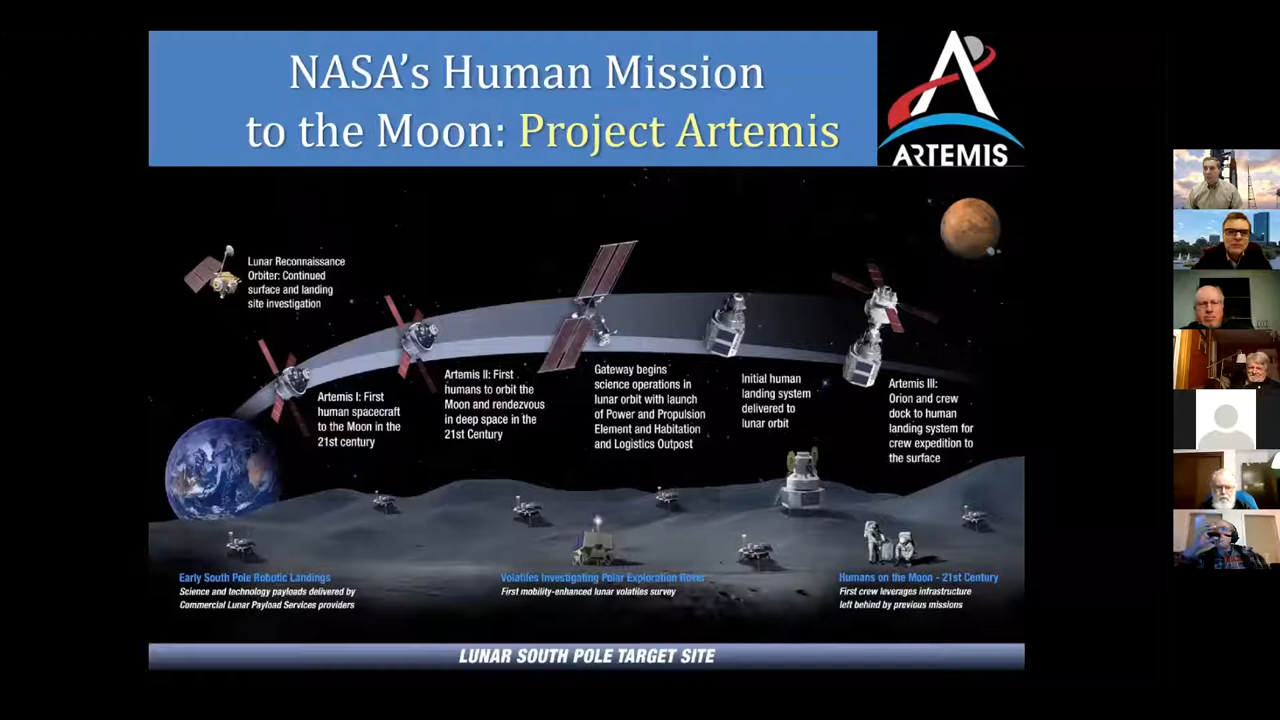 NASA's Human Mission
to the Moon: Project Artemis
ARTEMIS
Lunar Reconnaissance
Orbiter: Continued
surface and landing
site investigation
Artemis I: First
human spacecraft
to the Moon in the
21st century
Artemis II: First
humans to orbit the
Moon and rendezvous
in deep space in the
21st Century
Gateway begins
science operations in
lunar orbit with launch
of Power and Propulsion
Element and Habitation
and Logistics Outpost
Initial human
landing system
delivered to
lunar orbit
Artemis III:
Orion and crew
dock to human
landing system for
crew expedition to
the surface
Early South Pole Robotic Landings
Science and technology payloads delivered by
Commercial Lunar Payload Services providers
Volatiles Investigating Polar Exploration Rover
First mobility-enhanced lunar volatiles survey
Humans on the Moon - 21st Century
First crew leverages infrastructure
left behind by previous missions
LUNAR SOUTH POLE TARGET SITE